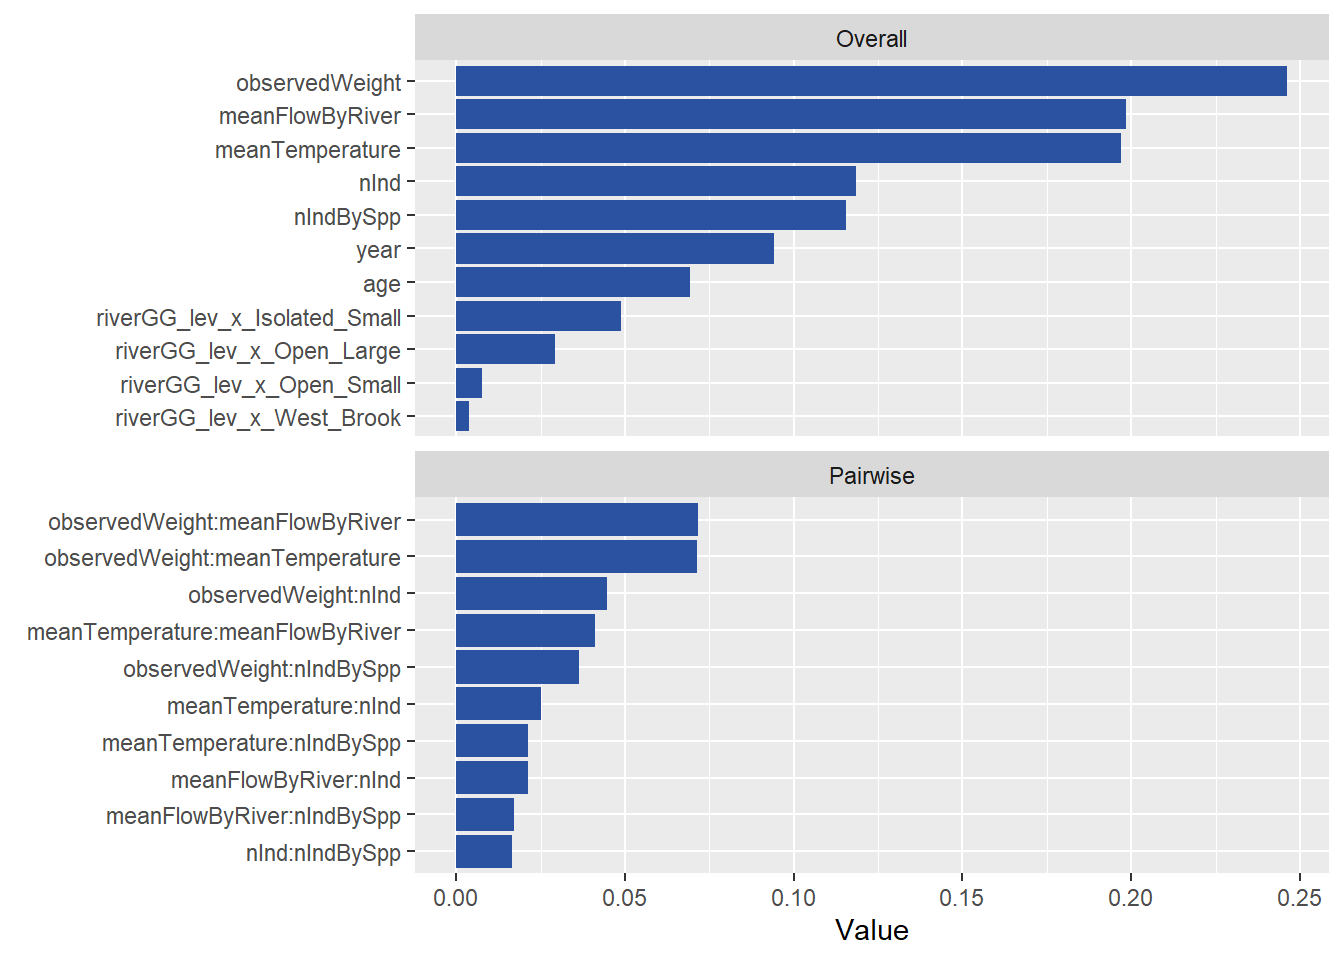 Overall
observedWeight
meanFlowByRiver
meanTemperature
nInd
nIndBySpp
year
age
riverGG_lev_x_Isolated_Small
riverGG_lev_x_Open_Large
riverGG_lev_x_Open_Small
riverGG_lev_x_West_Brook
Pairwise
observedWeight:meanFlowByRiver
observedWeight:meanTemperature
observedWeight:nInd
meanTemperature:meanFlowByRiver
observedWeight:nIndBySpp
meanTemperature:nInd
meanTemperature:nIndBySpp
meanFlowByRiver:nInd
meanFlowByRiver:nIndBySpp
nInd:nIndBySpp
0.00 0.05 0.10 0.15 0.20 0.25
Value